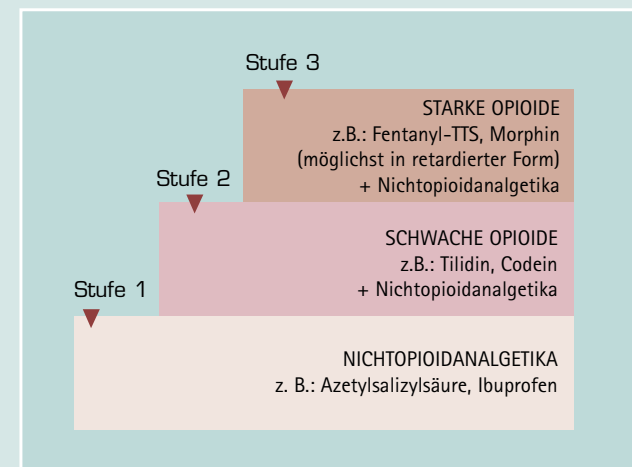 Stufe 3
STARKE OPIOIDE
z.B.: Fentanyl-TTS, Morphin
(möglichst in retardierter Form)
+ Nichtopioidanalgetika
Stufe 2
SCHWACHE OPIOIDE
z.B.: Tilidin, Codein
+ Nichtopioidanalgetika
Stufe 1
NICHTOPIOIDANALGETIKA
z. B.: Azetylsalizylsäure, Ibuprofen